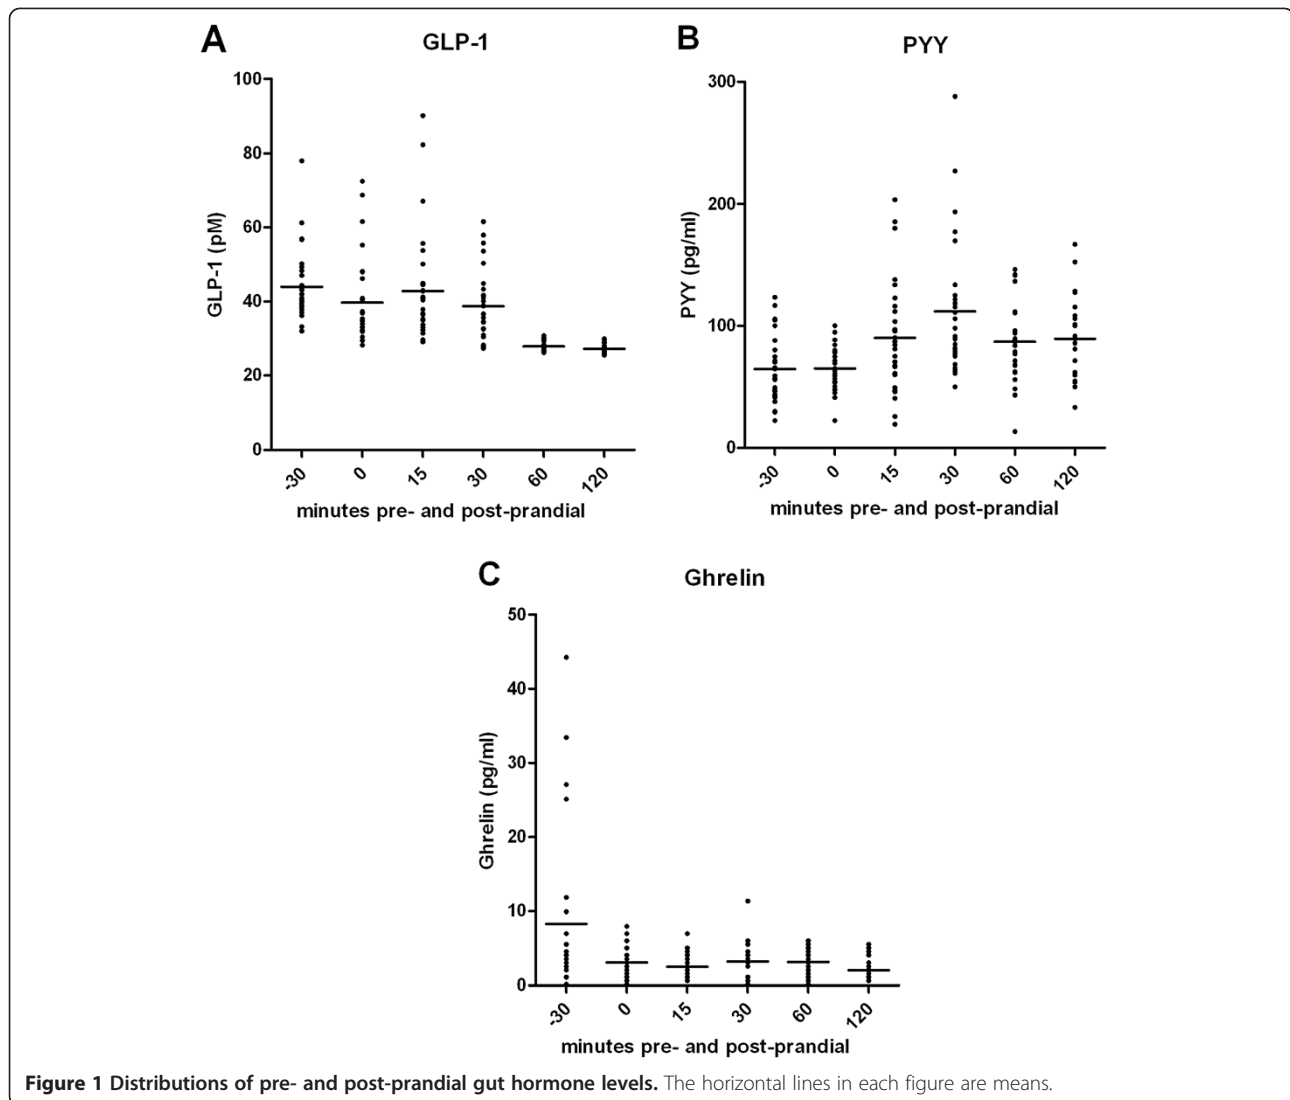 A GLP-1
100
80
60
40
20
0
GLP-1 (pM)
-30 0 15 30 60 120
minutes pre- and post-prandial
B PYY
300
200
100
0
PYY (pg/ml)
-30 0 15 30 60 120
minutes pre- and post-prandial
C Ghrelin
50
40
30
20
10
0
Ghrelin (pg/ml)
-30 0 15 30 60 120
minutes pre- and post-prandial
Figure 1 Distributions of pre- and post-prandial gut hormone levels. The horizontal lines in each figure are means.